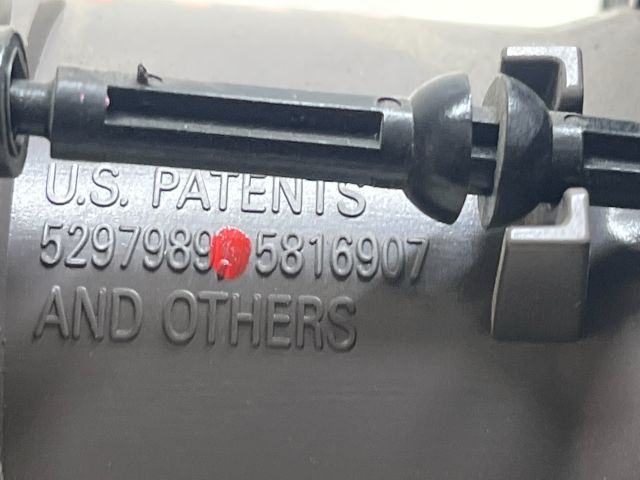 U.S. PATENTS
5297989, 5816907
AND OTHERS